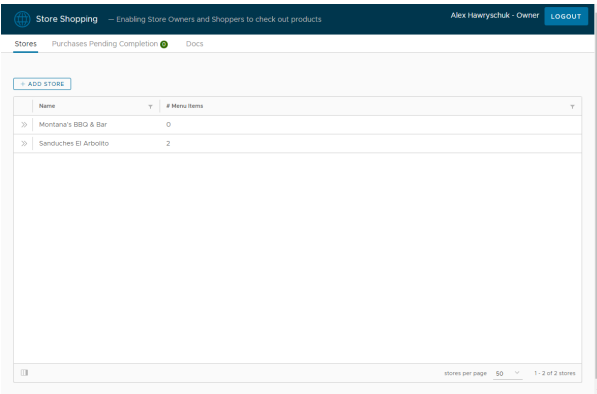 Store Shopping — Enabling Store Owners and Shoppers to check out products
Alex Hawryschuk - Owner LOGOUT
Stores Purchases Pending Completion 0 Docs
+ ADD STORE
Name # Menu Items
Montana's BBQ & Bar 0
Sanduches El Arbolito 2
stores per page 50 1 - 2 of 2 stores